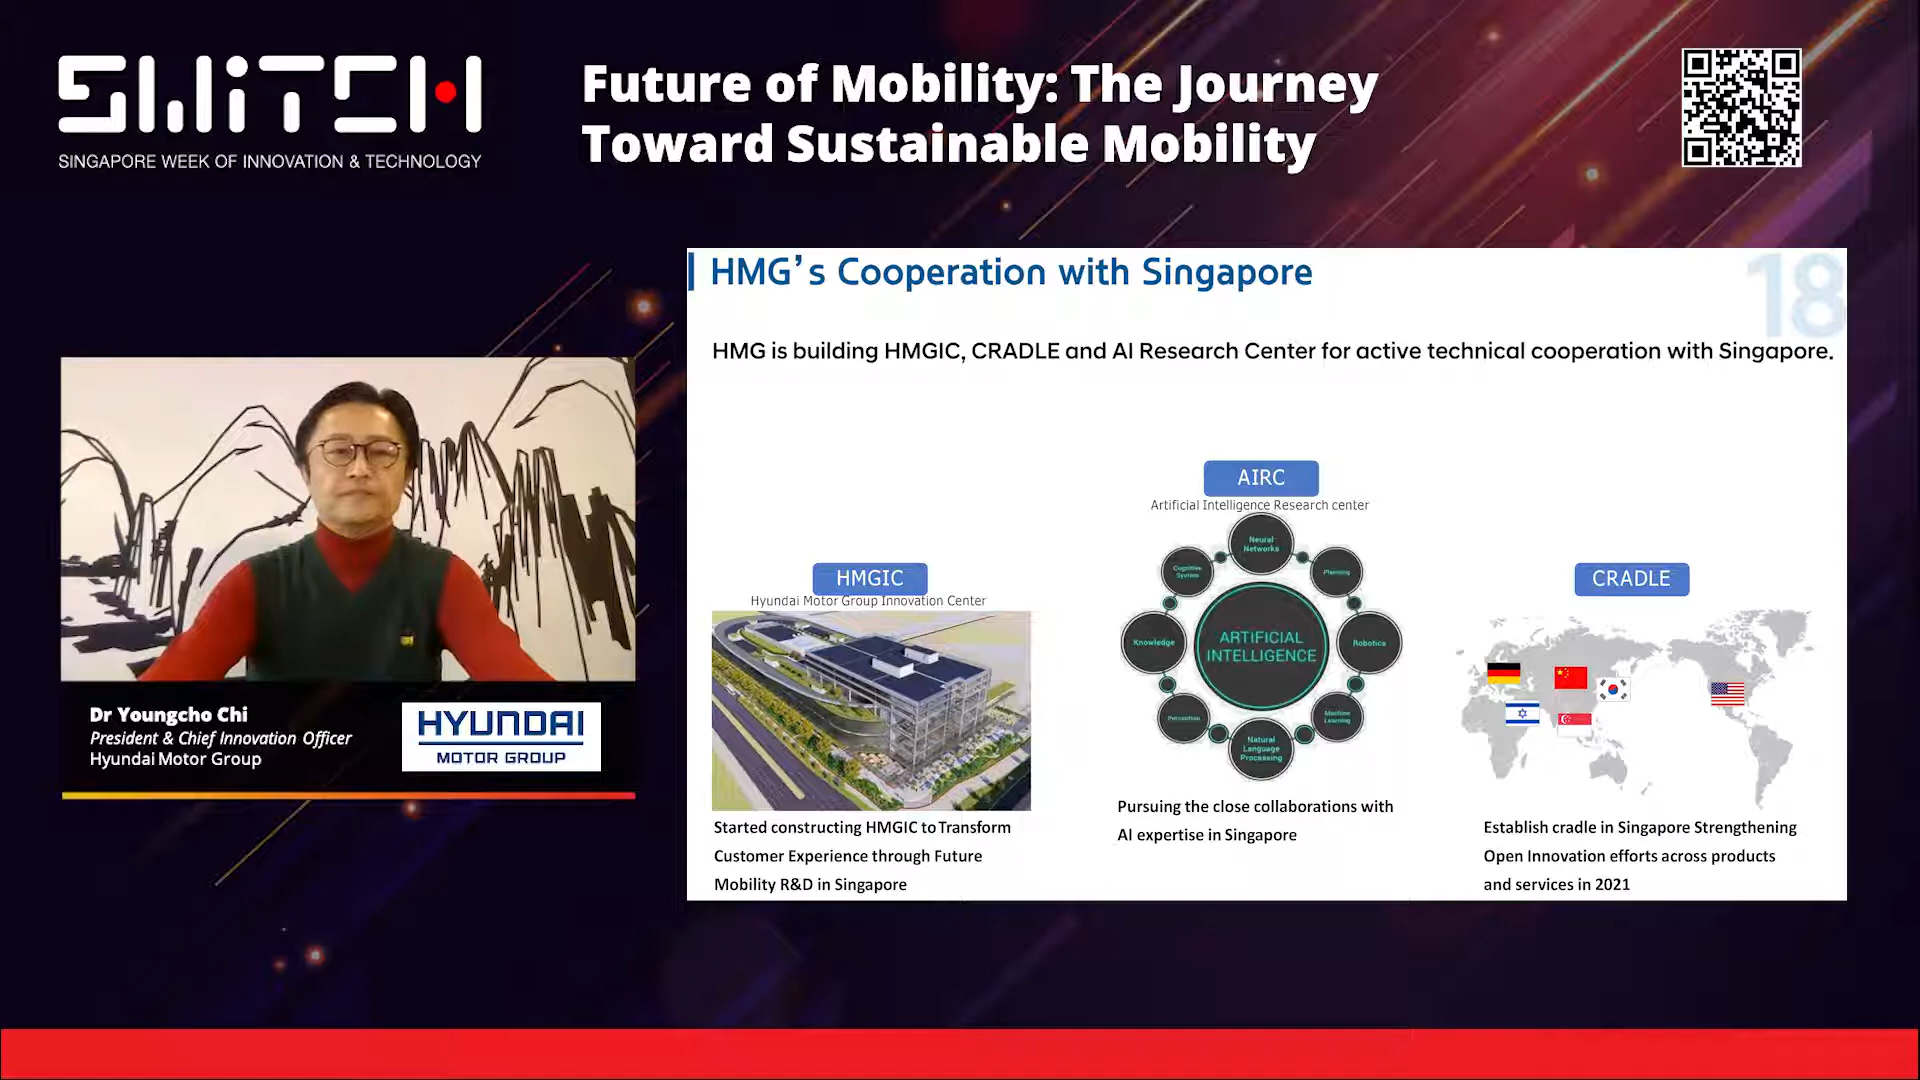 SWITCH
SINGAPORE WEEK OF INNOVATION & TECHNOLOGY
Future of Mobility: The Journey
Toward Sustainable Mobility
HMG's Cooperation with Singapore
18
HMG is building HMGIC, CRADLE and AI Research Center for active technical cooperation with Singapore.
HMGIC
Hyundai Motor Group Innovation Center
Started constructing HMGIC to Transform
Customer Experience through Future
Mobility R&D in Singapore
AIRC
Artificial Intelligence Research center
Neural
Networks
Cognitive
System
Planning
Knowledge
ARTIFICIAL
INTELLIGENCE
Robotics
Perception
Machine
Learning
Natural
Language
Processing
Pursuing the close collaborations with
AI expertise in Singapore
CRADLE
Establish cradle in Singapore Strengthening
Open Innovation efforts across products
and services in 2021
Dr Youngcho Chi
President & Chief Innovation Officer
Hyundai Motor Group
HYUNDAI
MOTOR GROUP